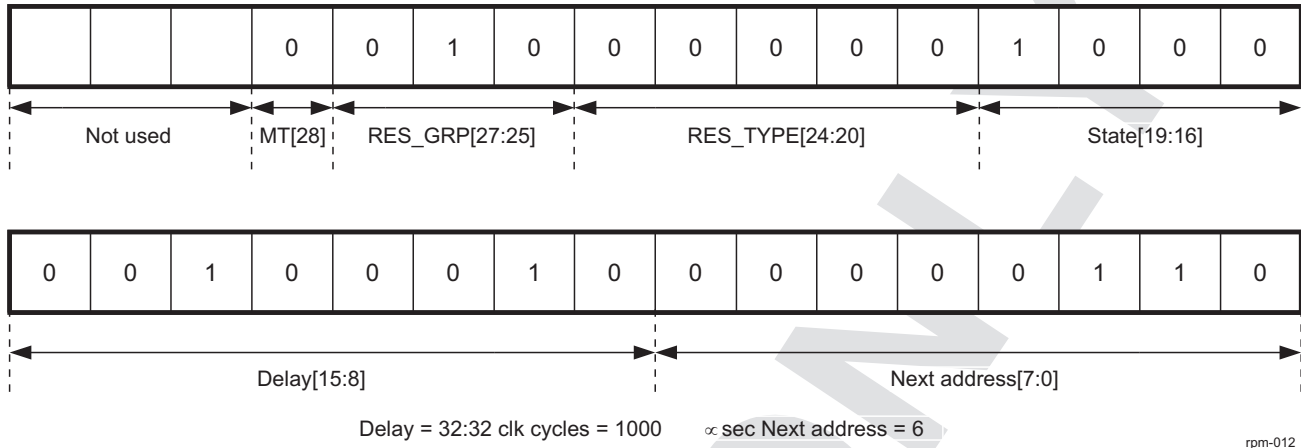 0 0 1 0 0 0 0 0 0 1 0 0 0
Not used MT[28] RES_GRP[27:25] RES_TYPE[24:20] State[19:16]
0 0 1 0 0 0 1 0 0 0 0 0 0 1 1 0
Delay[15:8] Next address[7:0]
Delay = 32:32 clk cycles = 1000 ∝ sec Next address = 6
rpm-012